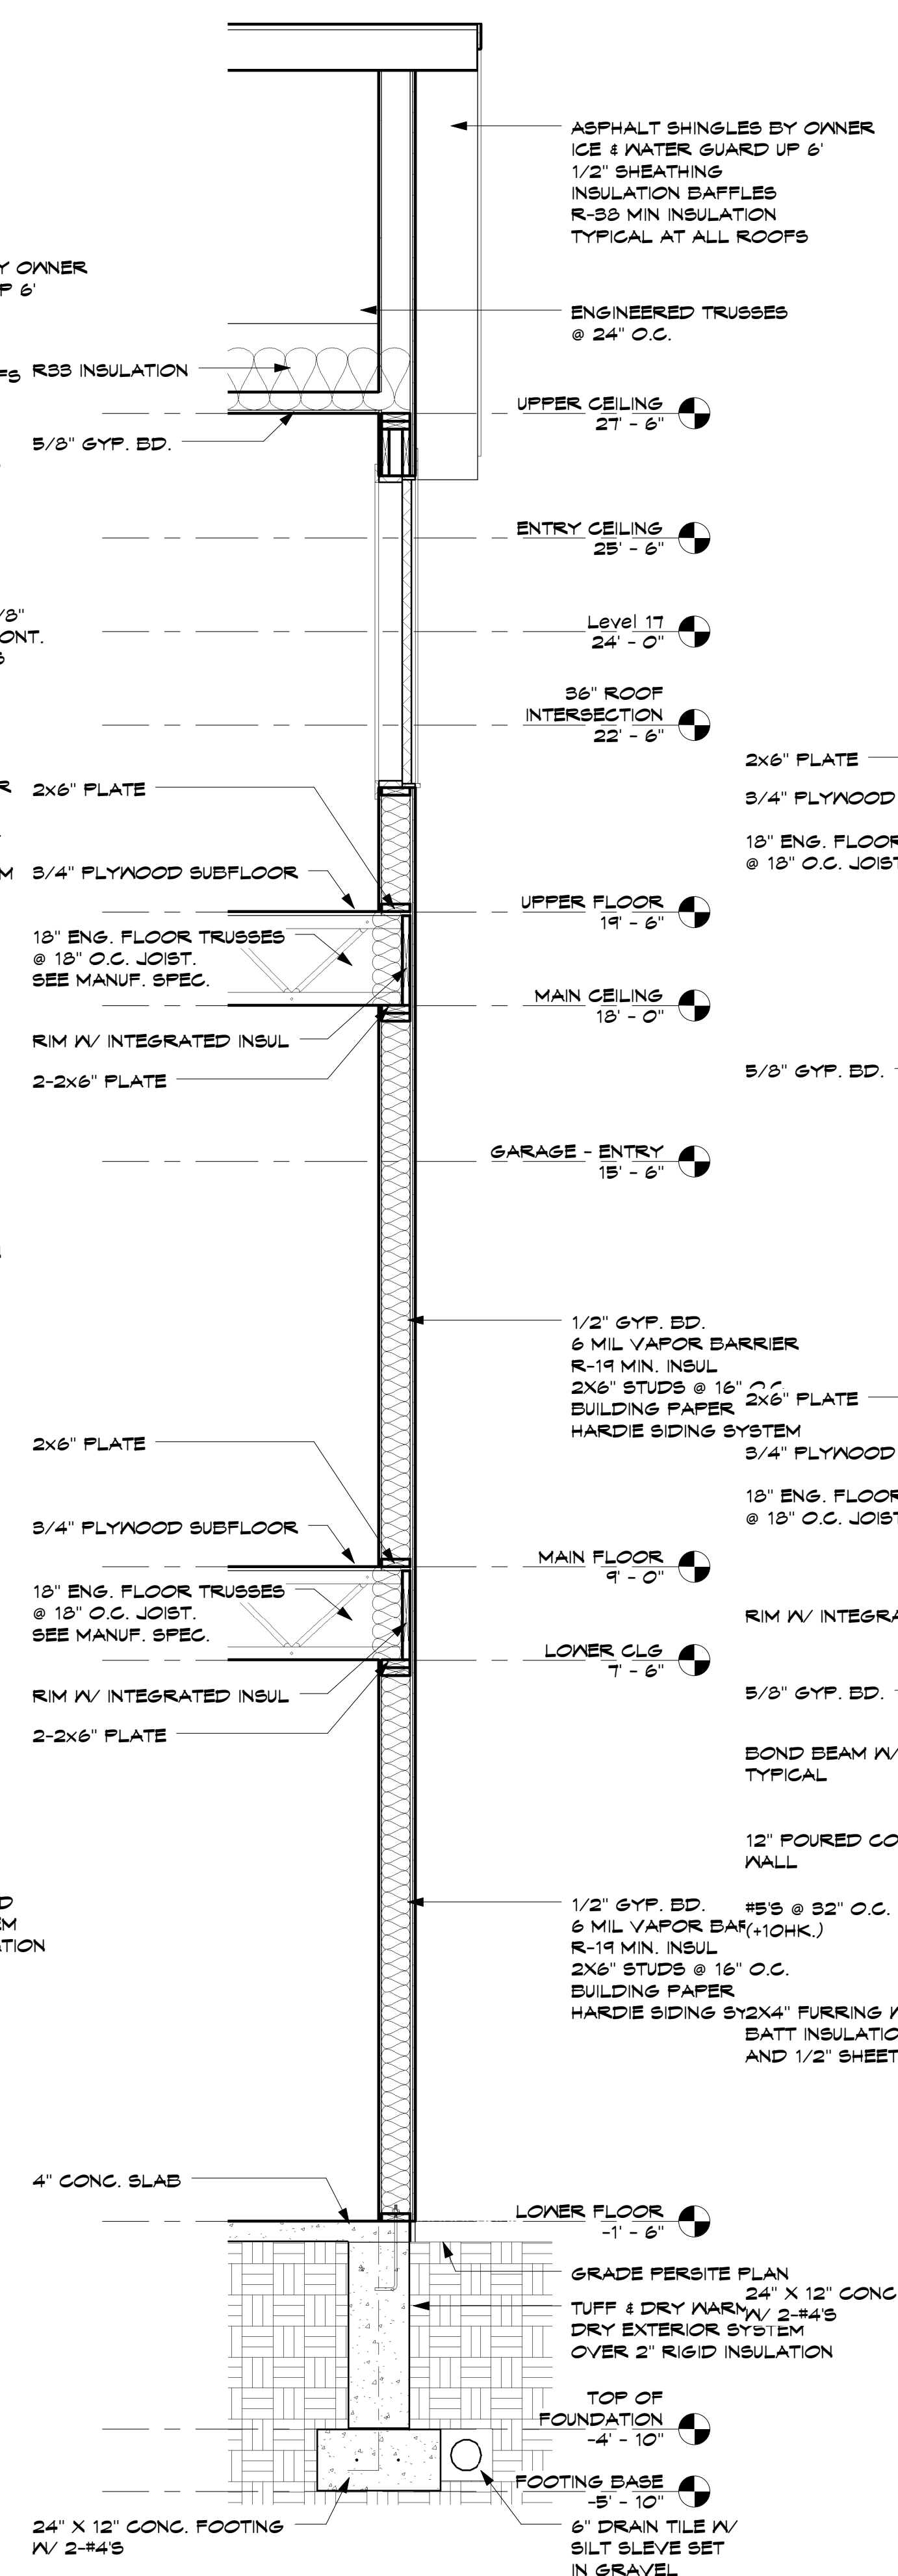 ASPHALT SHINGLES BY OWNER
ICE & WATER GUARD UP 6'
1/2" SHEATHING
INSULATION BAFFLES
R-38 MIN INSULATION
TYPICAL AT ALL ROOFS
Y OWNER
P 6'
ENGINEERED TRUSSES
@ 24" O.C.
FS
R33 INSULATION
UPPER CEILING
27' - 6"
5/8" GYP. BD.
ENTRY CEILING
25' - 6"
/8"
ONT.
S
Level 17
24' - 0"
36" ROOF
INTERSECTION
22' - 6"
R
M
2x6" PLATE
3/4" PLYWOOD SUBFLOOR
18" ENG. FLOOR TRUSSES
@ 18" O.C. JOIST.
SEE MANUF. SPEC.
RIM W/ INTEGRATED INSUL
2-2x6" PLATE
UPPER FLOOR
19' - 6"
MAIN CEILING
18' - 0"
2x6" PLATE
3/4" PLYWOOD
18" ENG. FLOOR
@ 18" O.C. JOIST
5/8" GYP. BD.
GARAGE - ENTRY
15' - 6"
1/2" GYP. BD.
6 MIL VAPOR BARRIER
R-19 MIN. INSUL
2X6" STUDS @ 16" O.C.
BUILDING PAPER
HARDIE SIDING SYSTEM
2x6" PLATE
3/4" PLYWOOD
18" ENG. FLOOR
@ 18" O.C. JOIST
2x6" PLATE
3/4" PLYWOOD SUBFLOOR
18" ENG. FLOOR TRUSSES
@ 18" O.C. JOIST.
SEE MANUF. SPEC.
RIM W/ INTEGRATED INSUL
2-2x6" PLATE
MAIN FLOOR
9' - 0"
LOWER CLG
7' - 6"
RIM W/ INTEGRA
5/8" GYP. BD.
BOND BEAM W/
TYPICAL
12" POURED CO
WALL
#5'S @ 32" O.C.
(+10HK.)
2X4" FURRING W
BATT INSULATIO
AND 1/2" SHEET
D
EM
ATION
1/2" GYP. BD.
6 MIL VAPOR BAR
R-19 MIN. INSUL
2X6" STUDS @ 16" O.C.
BUILDING PAPER
HARDIE SIDING SY
4" CONC. SLAB
LOWER FLOOR
-1' - 6"
GRADE PERSITE PLAN
TUFF & DRY WARM
DRY EXTERIOR SYSTEM
OVER 2" RIGID INSULATION
24" X 12" CONC
W/ 2-#4'S
TOP OF
FOUNDATION
-4' - 10"
FOOTING BASE
-5' - 10"
24" X 12" CONC. FOOTING
W/ 2-#4'S
6" DRAIN TILE W/
SILT SLEVE SET
IN GRAVEL